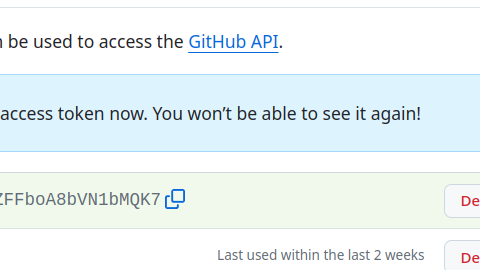 n be used to access the GitHub API.
access token now. You won't be able to see it again!
ZFFboA8bVN1bMQK7
De
Last used within the last 2 weeks
De